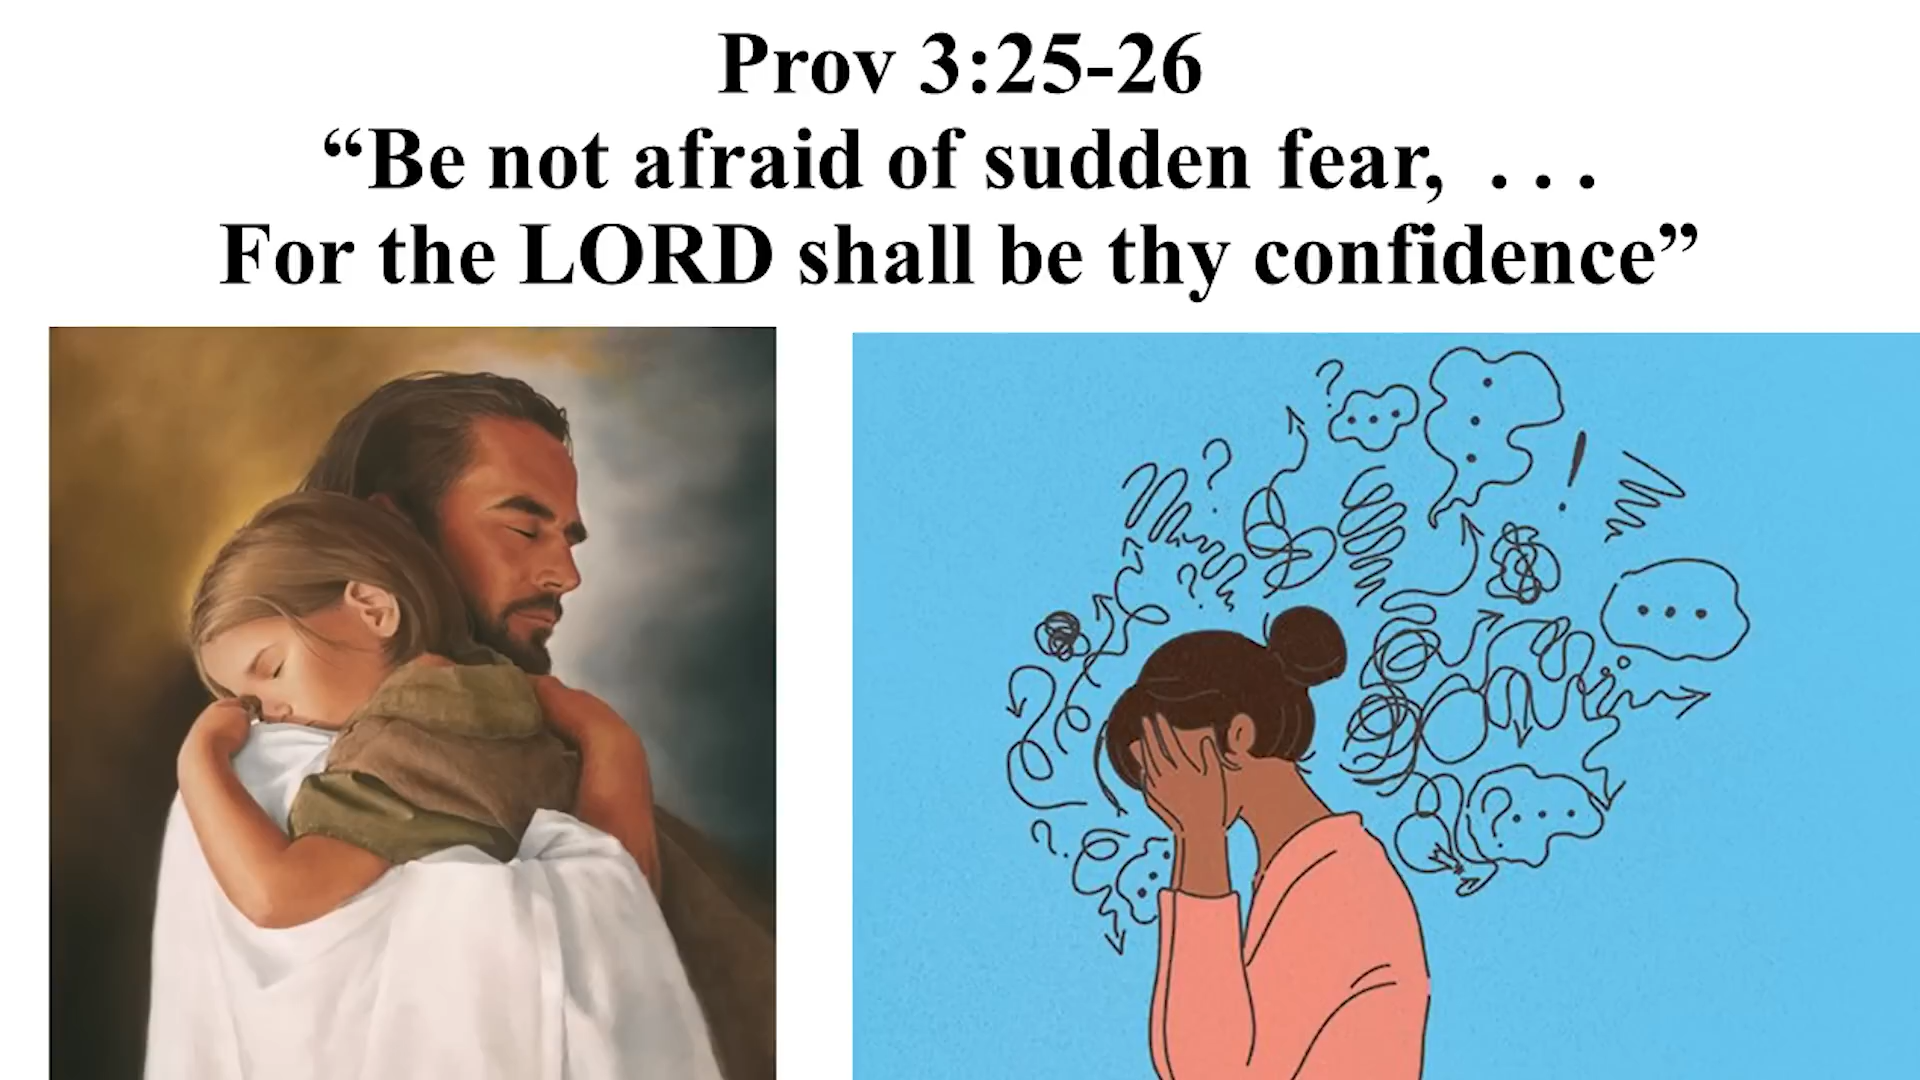 Prov 3:25-26
“Be not afraid of sudden fear,  . . .
For the LORD shall be thy confidence”